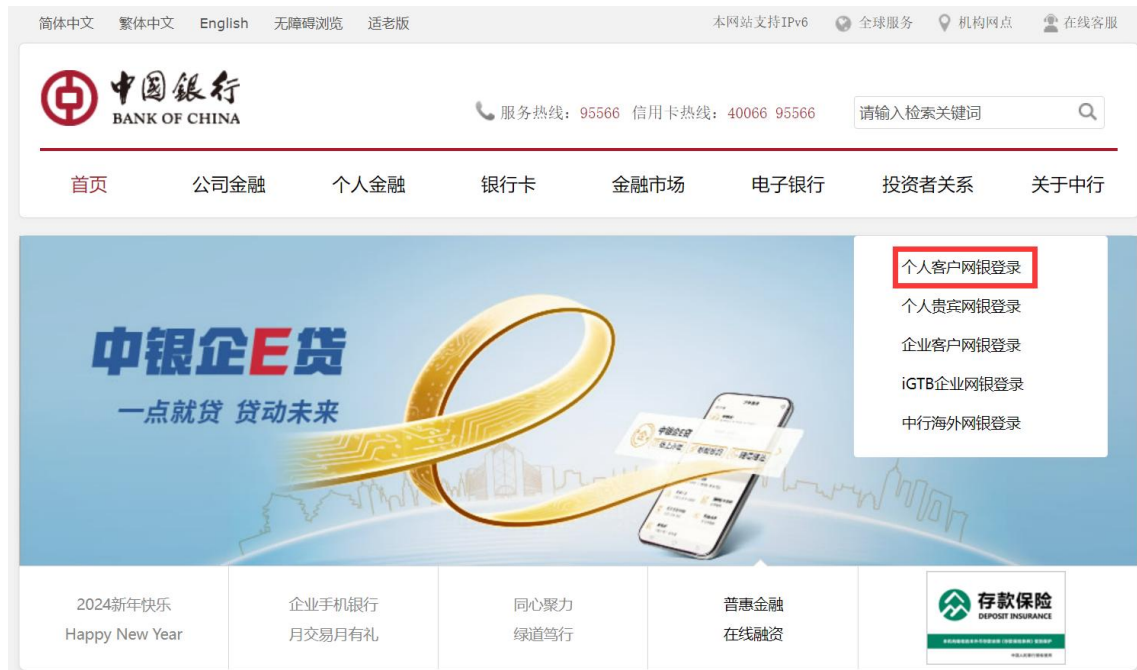 简体中文 繁体中文 English 无障碍浏览 适老版 本网站支持IPv6 全球服务 机构网点 在线客服
中国銀行
BANK OF CHINA
服务热线：95566 信用卡热线：40066 95566
请输入检索关键词
首页 公司金融 个人金融 银行卡 金融市场 电子银行 投资者关系 关于中行
中银企E贷
一点就贷 贷动未来
中银企E贷
个人客户网银登录
个人贵宾网银登录
企业客户网银登录
iGTB企业网银登录
中行海外网银登录
2024新年快乐
Happy New Year
企业手机银行
月交易月有礼
同心聚力
绿道笃行
普惠金融
在线融资
存款保险
DEPOSIT INSURANCE